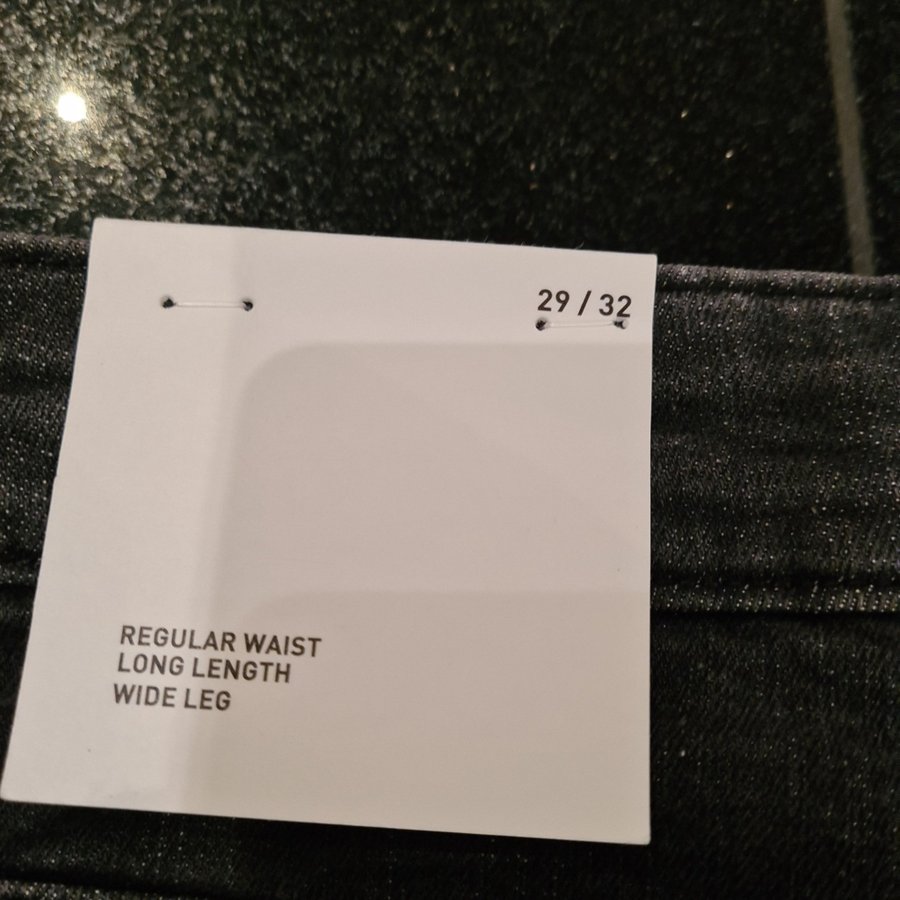 29 / 32
REGULAR WAIST
LONG LENGTH
WIDE LEG